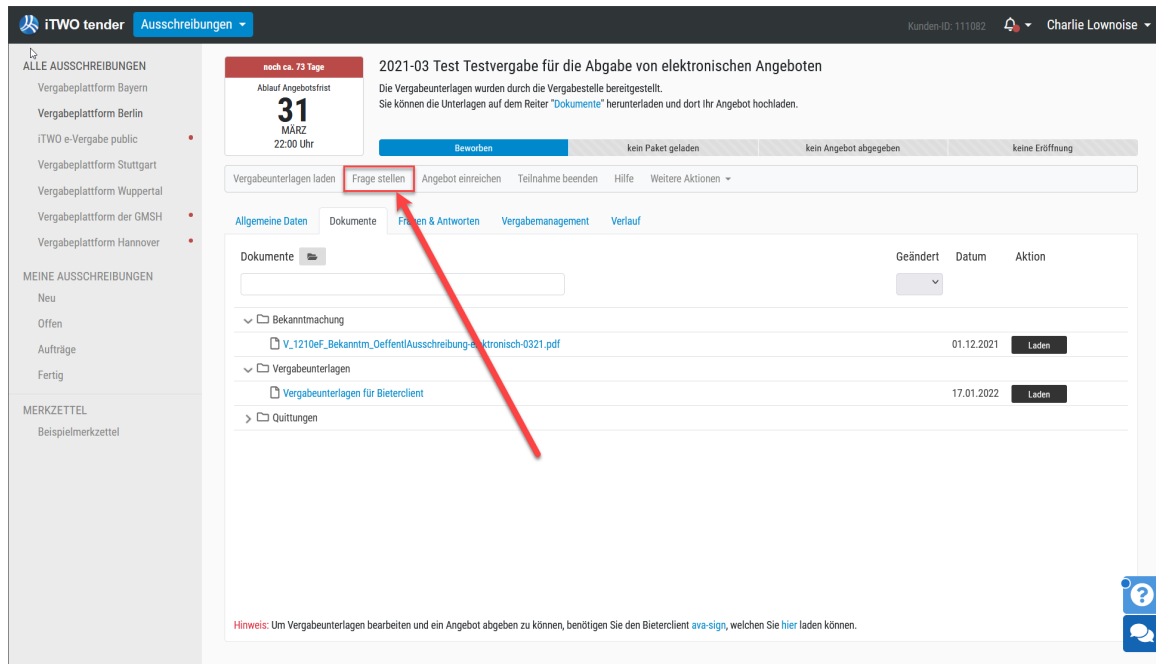 iTWO tender Ausschreibungen Kunden-ID: 111082 Charlie Lownoise
ALLE AUSSCHREIBUNGEN
Vergabeplattform Bayern
Vergabeplattform Berlin
iTWO e-Vergabe public
Vergabeplattform Stuttgart
Vergabeplattform Wuppertal
Vergabeplattform der GMSH
Vergabeplattform Hannover
MEINE AUSSCHREIBUNGEN
Neu
Offen
Aufträge
Fertig
MERKZETTEL
Beispielmerkzettel
noch ca. 73 Tage
Ablauf Angebotsfrist
31
MÄRZ
22:00 Uhr
2021-03 Test Testvergabe für die Abgabe von elektronischen Angeboten
Die Vergabeunterlagen wurden durch die Vergabestelle bereitgestellt.
Sie können die Unterlagen auf dem Reiter "Dokumente" herunterladen und dort Ihr Angebot hochladen.
Beworben kein Paket geladen kein Angebot abgegeben keine Eröffnung
Vergabeunterlagen laden Frage stellen Angebot einreichen Teilnahme beenden Hilfe Weitere Aktionen
Allgemeine Daten Dokumente Fragen & Antworten Vergabemanagement Verlauf
Dokumente Geändert Datum Aktion
Bekanntmachung
V_1210eF_Bekanntm_OeffentlAusschreibung-elektronisch-0321.pdf 01.12.2021 Laden
Vergabeunterlagen
Vergabeunterlagen für Bieterclient 17.01.2022 Laden
Quittungen
Hinweis: Um Vergabeunterlagen bearbeiten und ein Angebot abgeben zu können, benötigen Sie den Bieterclient ava-sign, welchen Sie hier laden können.